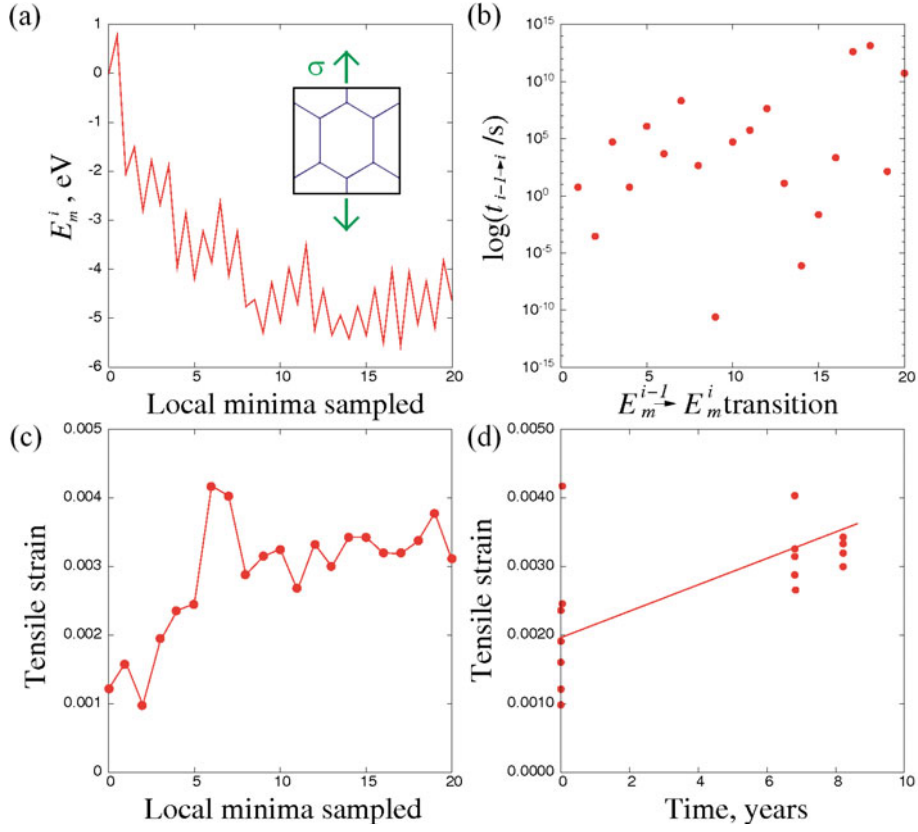 (a)
1
0
-1
-2
-3
-4
-5
-6
E_m^i, eV
σ
0 5 10 15 20
Local minima sampled
(b)
10^15
10^10
10^5
10^0
10^-5
10^-10
10^-15
log(t_{i-1→i}/s)
5 10 15 20
E_m^{i-1}→E_m^i transition
(c)
0.005
0.004
0.003
0.002
0.001
0
Tensile strain
0 5 10 15 20
Local minima sampled
(d)
0.0050
0.0040
0.0030
0.0020
0.0010
0.0000
Tensile strain
0 2 4 6 8 10
Time, years